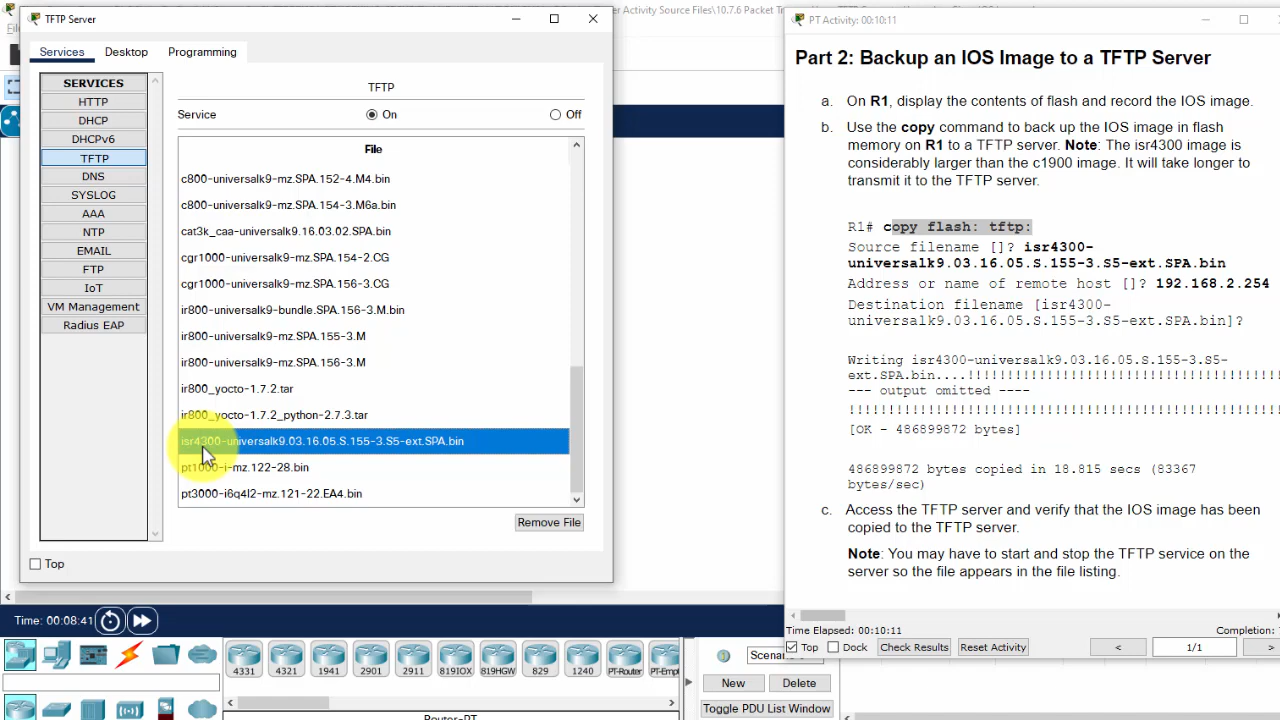 TFTP Server
Services Desktop Programming
SERVICES
HTTP
DHCP
DHCPv6
TFTP
DNS
SYSLOG
AAA
NTP
EMAIL
FTP
IoT
VM Management
Radius EAP
TFTP
Service On Off
File
c800-universalk9-mz.SPA.152-4.M4.bin
c800-universalk9-mz.SPA.154-3.M6a.bin
cat3k_caa-universalk9.16.03.02.SPA.bin
cgr1000-universalk9-mz.SPA.154-2.CG
cgr1000-universalk9-mz.SPA.156-3.CG
ir800-universalk9-bundle.SPA.156-3.M.bin
ir800-universalk9-mz.SPA.155-3.M
ir800-universalk9-mz.SPA.156-3.M
ir800_yocto-1.7.2.tar
ir800_yocto-1.7.2_python-2.7.3.tar
isr4300-universalk9.03.16.05.S.155-3.S5-ext.SPA.bin
pt1000-i-mz.122-28.bin
pt3000-i6q4l2-mz.121-22.EA4.bin
Remove File
Top
er Activity Source Files\10.7.6 Packet Tra
PT Activity: 00:10:11
Part 2: Backup an IOS Image to a TFTP Server
a. On R1, display the contents of flash and record the IOS image.
b. Use the copy command to back up the IOS image in flash
memory on R1 to a TFTP server. Note: The isr4300 image is
considerably larger than the c1900 image. It will take longer to
transmit it to the TFTP server.
R1# copy flash: tftp:
Source filename []? isr4300-
universalk9.03.16.05.S.155-3.S5-ext.SPA.bin
Address or name of remote host []? 192.168.2.254
Destination filename [isr4300-
universalk9.03.16.05.S.155-3.S5-ext.SPA.bin]?
Writing isr4300-universalk9.03.16.05.S.155-3.S5-
ext.SPA.bin....!!!!!!!!!!!!!!!!!!!!!!!!!!!!!!!!!
--- output omitted ----
!!!!!!!!!!!!!!!!!!!!!!!!!!!!!!!!!!!!!!!!!!!!!!!!!!!!!!
[OK - 486899872 bytes]
486899872 bytes copied in 18.815 secs (83367
bytes/sec)
c. Access the TFTP server and verify that the IOS image has been
copied to the TFTP server.
Note: You may have to start and stop the TFTP service on the
server so the file appears in the file listing.
Time Elapsed: 00:10:11 Completion:
Top Dock Check Results Reset Activity < 1/1 >
Time: 00:08:41
4331 4321 1941 2901 2911 819IOX 819HGW 829 1240 PT-Router PT-Empt
Router-PT
Scenario
New Delete
Toggle PDU List Window